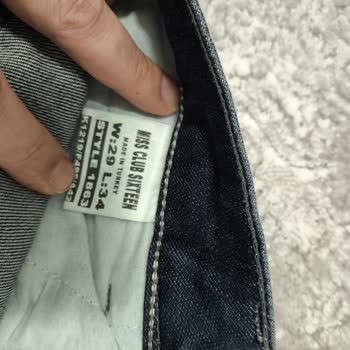 MISS CLUB SIXTEEN
MADE IN TURKEY
W:29 L:34
STYLE 1863